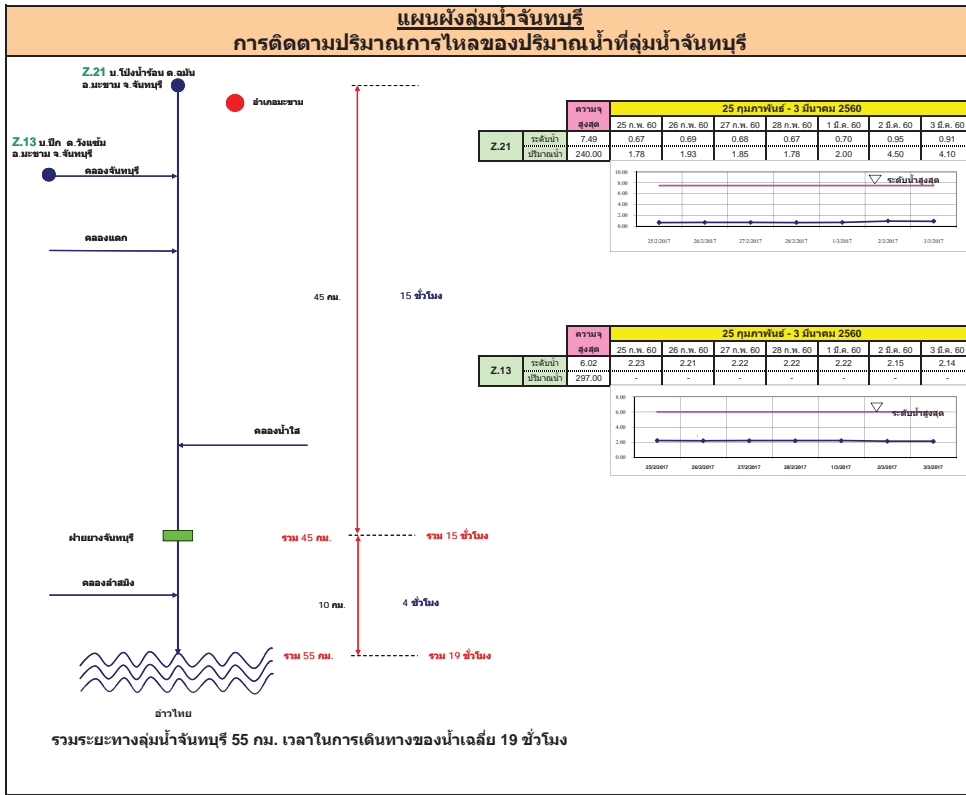 แผนผังลุ่มน้ำจันทบุรี
การติดตามปริมาณการไหลของปริมาณน้ำที่ลุ่มน้ำจันทบุรี
Z.21 บ.โป่งน้ำร้อน ต.ฉมัน
อ.มะขาม จ.จันทบุรี
อำเภอมะขาม
Z.13 บ.ปึก ต.วังแซ้ม
อ.มะขาม จ.จันทบุรี
คลองจันทบุรี
คลองแตก
45 กม. 15 ชั่วโมง
คลองน้ำใส
ฝายยางจันทบุรี รวม 45 กม. รวม 15 ชั่วโมง
คลองลำสมิง
10 กม. 4 ชั่วโมง
รวม 55 กม. รวม 19 ชั่วโมง
อ่าวไทย
รวมระยะทางลุ่มน้ำจันทบุรี 55 กม. เวลาในการเดินทางของน้ำเฉลี่ย 19 ชั่วโมง
ความจุ 25 กุมภาพันธ์ - 3 มีนาคม 2560
สูงสุด 25 ก.พ. 60 26 ก.พ. 60 27 ก.พ. 60 28 ก.พ. 60 1 มี.ค. 60 2 มี.ค. 60 3 มี.ค. 60
Z.21 ระดับน้ำ 7.49 0.67 0.69 0.68 0.67 0.70 0.95 0.91
ปริมาณน้ำ 240.00 1.78 1.93 1.85 1.78 2.00 4.50 4.10
10.00
8.00
6.00
4.00
2.00
0.00
ระดับน้ำสูงสุด
25/2/2017 26/2/2017 27/2/2017 28/2/2017 1/3/2017 2/3/2017 3/3/2017
ความจุ 25 กุมภาพันธ์ - 3 มีนาคม 2560
สูงสุด 25 ก.พ. 60 26 ก.พ. 60 27 ก.พ. 60 28 ก.พ. 60 1 มี.ค. 60 2 มี.ค. 60 3 มี.ค. 60
Z.13 ระดับน้ำ 6.02 2.23 2.21 2.22 2.22 2.22 2.15 2.14
ปริมาณน้ำ 297.00 - - - - - - -
8.00
6.00
4.00
2.00
0.00
ระดับน้ำสูงสุด
25/2/2017 26/2/2017 27/2/2017 28/2/2017 1/3/2017 2/3/2017 3/3/2017